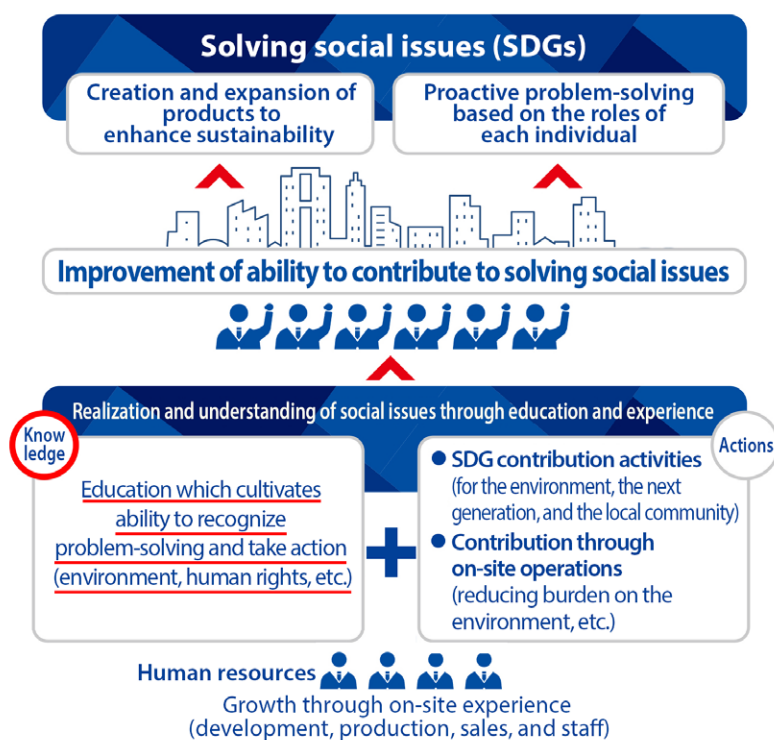 Solving social issues (SDGs)
Creation and expansion of
products to
enhance sustainability
Proactive problem-solving
based on the roles of
each individual
Improvement of ability to contribute to solving social issues
Realization and understanding of social issues through education and experience
Know
ledge
Education which cultivates
ability to recognize
problem-solving and take action
(environment, human rights, etc.)
Actions
● SDG contribution activities
(for the environment, the next
generation, and the local community)
● Contribution through
on-site operations
(reducing burden on the
environment, etc.)
Human resources
Growth through on-site experience
(development, production, sales, and staff)